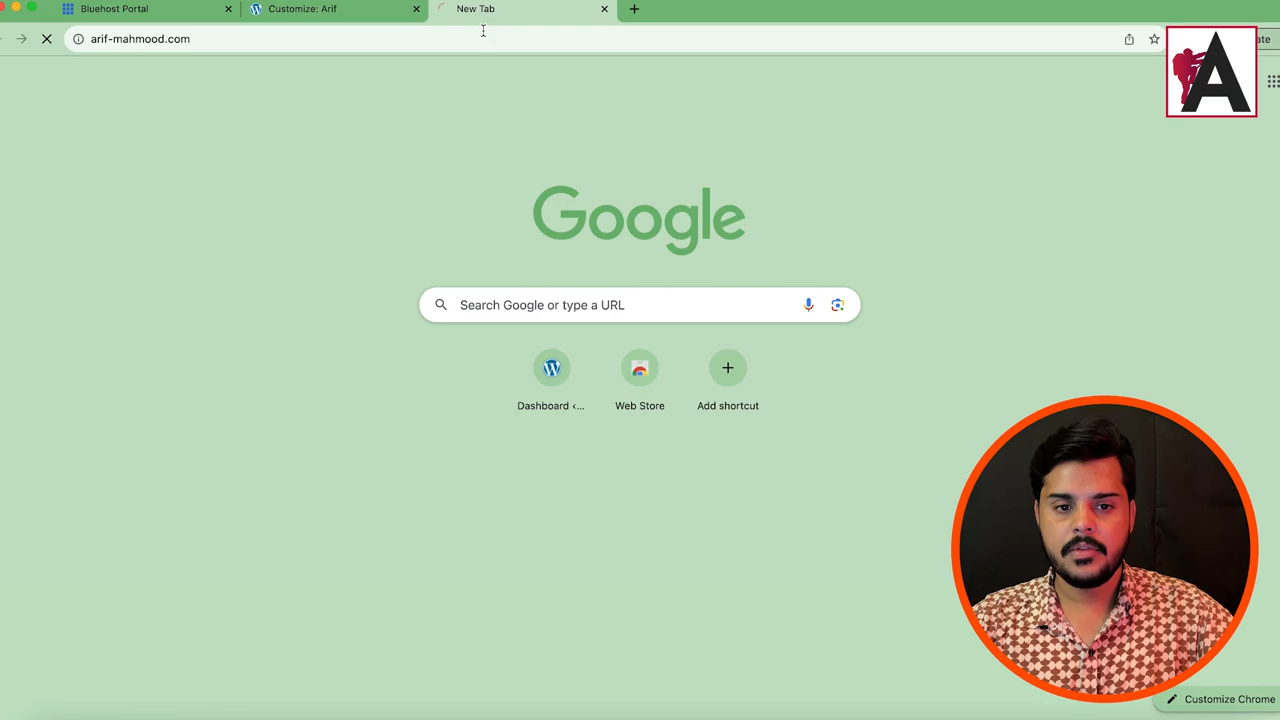 Bluehost Portal
Customize: Arif
New Tab
arif-mahmood.com
ate
A
Google
Search Google or type a URL
Dashboard ‹...
Web Store
Add shortcut
Customize Chrome